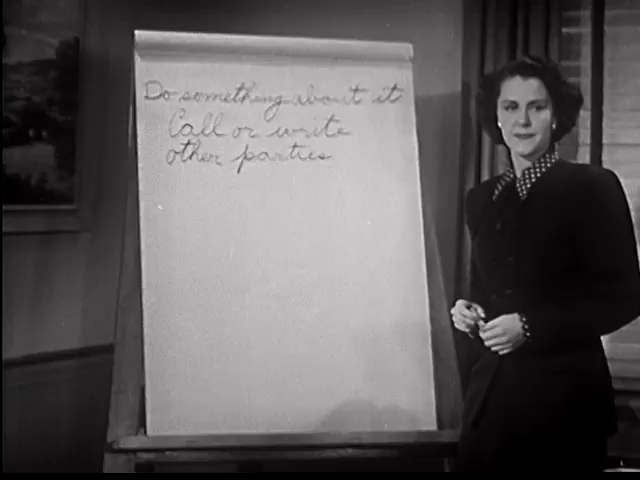 Do something about it
Call or write
other parties